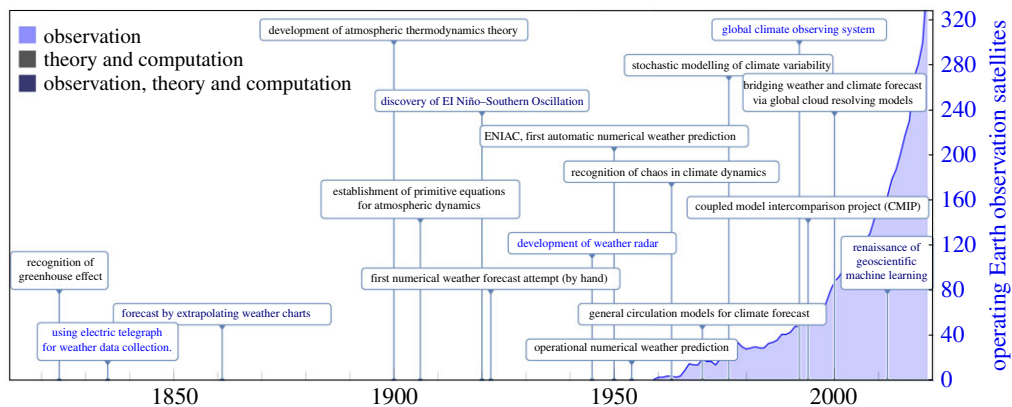 observation
theory and computation
observation, theory and computation
development of atmospheric thermodynamics theory
global climate observing system
stochastic modelling of climate variability
bridging weather and climate forecast
via global cloud resolving models
discovery of EI Niño–Southern Oscillation
ENIAC, first automatic numerical weather prediction
recognition of chaos in climate dynamics
establishment of primitive equations
for atmospheric dynamics
coupled model intercomparison project (CMIP)
development of weather radar
renaissance of
geoscientific
machine learning
recognition of
greenhouse effect
first numerical weather forecast attempt (by hand)
forecast by extrapolating weather charts
general circulation models for climate forecast
using electric telegraph
for weather data collection.
operational numerical weather prediction
1850
1900
1950
2000
320
280
240
200
160
120
80
40
0
operating Earth observation satellites